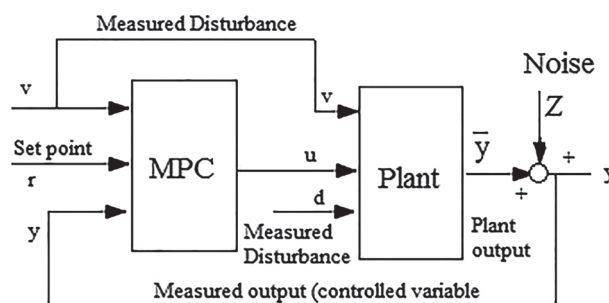 Measured Disturbance
v
v
Noise
Z
Set point
r
MPC
u
Plant
y
+
+
y
y
d
Measured
Disturbance
Plant
output
Measured output (controlled variable